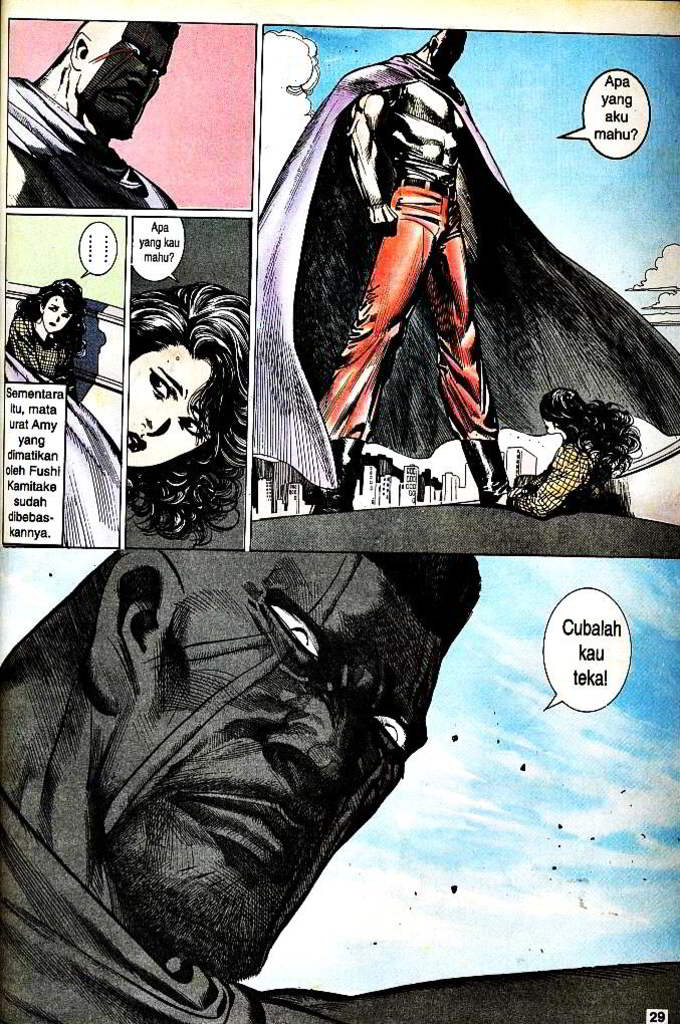 ......
Sementara
itu, mata
urat Amy
yang
dimatikan
oleh Fushi
Kamitake
sudah
dibebas-
kannya.
Apa
yang kau
mahu?
Apa
yang
aku
mahu?
Cubalah
kau
teka!
29